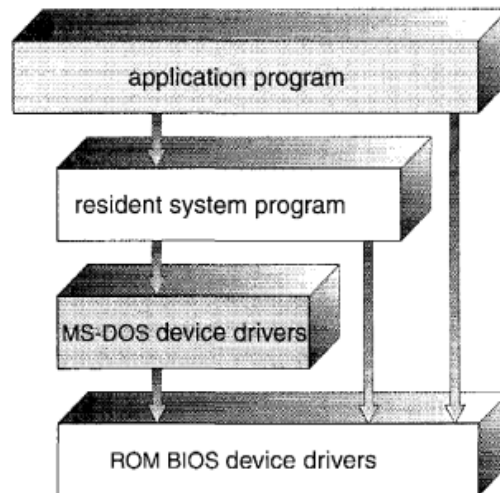 application program
resident system program
MS-DOS device drivers
ROM BIOS device drivers